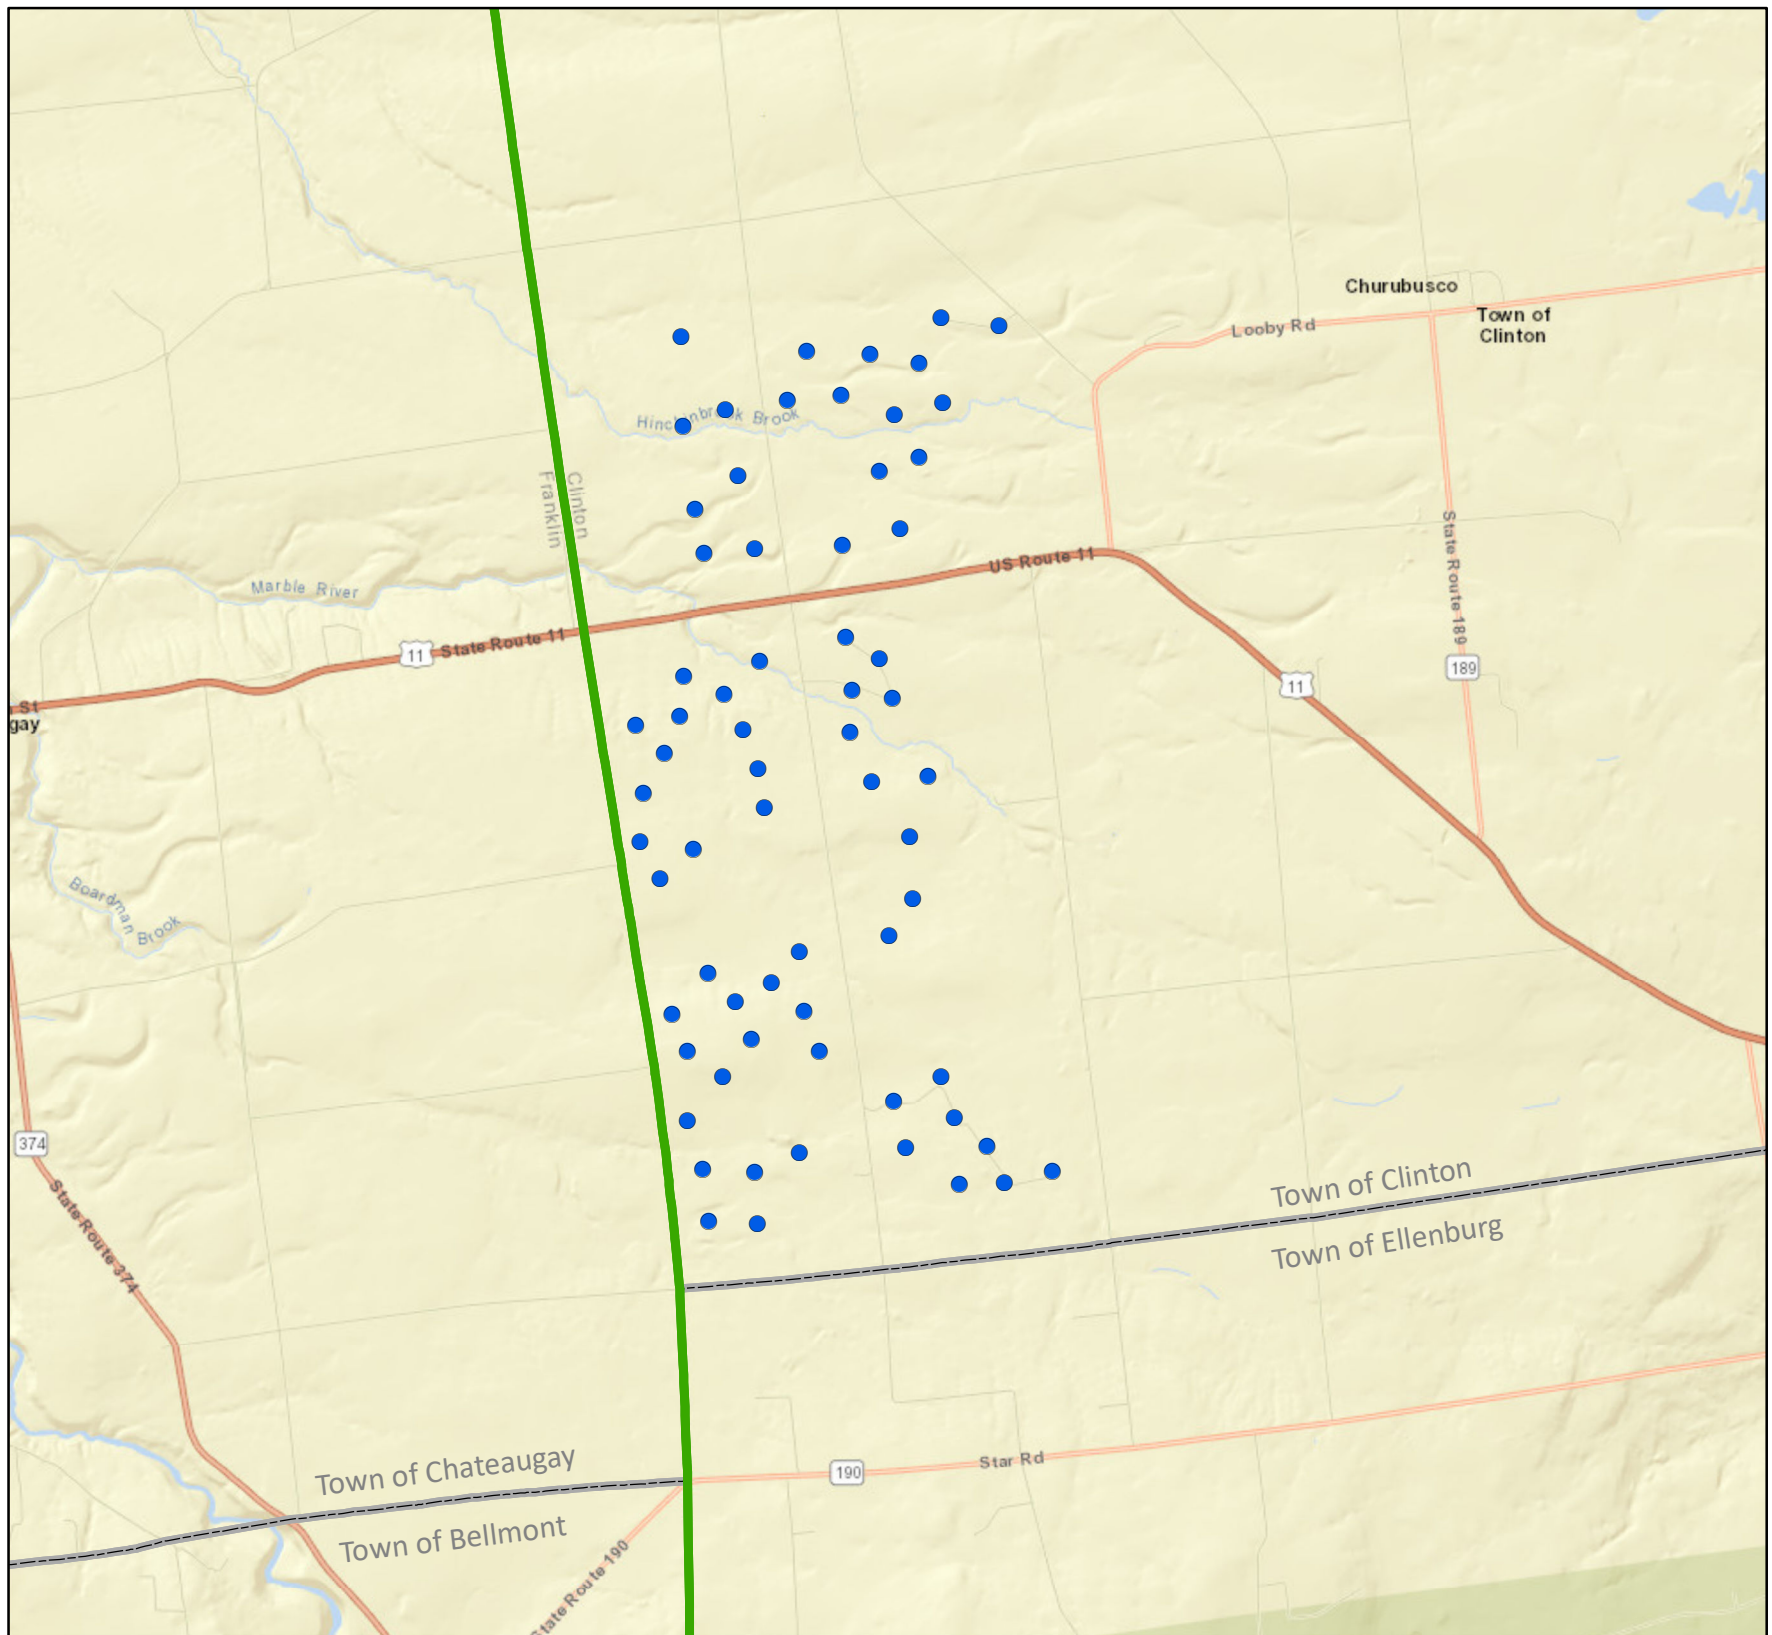 Churubusco
Town of
Clinton
Looby Rd
Hinchinbrook Brook
Clinton
Franklin
US Route 11
State Route 189
Marble River
State Route 11
11
189
11
St
gay
Boardman
Brook
374
State Route 374
Town of Clinton
Town of Ellenburg
Town of Chateaugay
Star Rd
190
Town of Bellmont
State Route 190